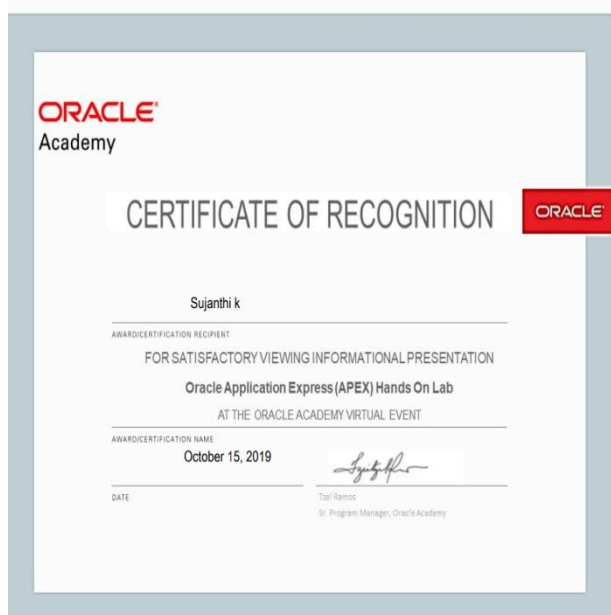 ORACLE®
Academy
CERTIFICATE OF RECOGNITION
ORACLE®
Sujanthi k
AWARD/CERTIFICATION RECIPIENT
FOR SATISFACTORY VIEWING INFORMATIONAL PRESENTATION
Oracle Application Express (APEX) Hands On Lab
AT THE ORACLE ACADEMY VIRTUAL EVENT
AWARD/CERTIFICATION NAME
October 15, 2019
DATE
Tzel Ramos
Sr. Program Manager, Oracle Academy